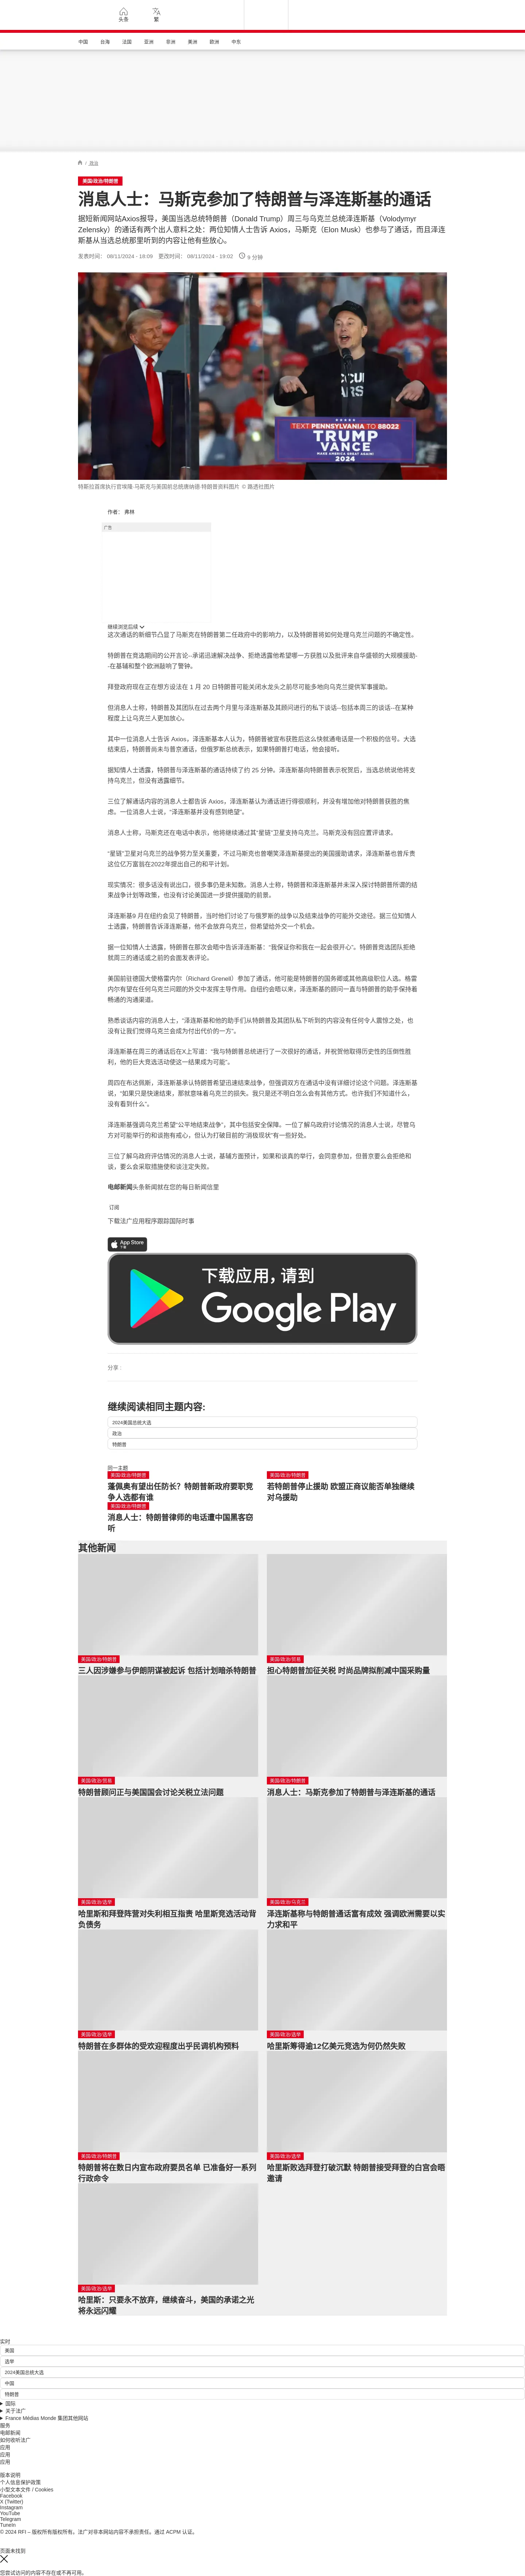 头条
繁
中国
台海
法国
亚洲
非洲
美洲
欧洲
中东
/ 政治
美国/政治/特朗普
消息人士：马斯克参加了特朗普与泽连斯基的通话
据短新闻网站Axios报导，美国当选总统特朗普（Donald Trump）周三与乌克兰总统泽连斯基（Volodymyr
Zelensky）的通话有两个出人意料之处：两位知情人士告诉 Axios，马斯克（Elon Musk）也参与了通话，而且泽连
斯基从当选总统那里听到的内容让他有些放心。
发表时间： 08/11/2024 - 18:09 更改时间： 08/11/2024 - 19:02 9 分钟
TEXT PENNSYLVANIA TO 88022
TRUMP
VANCE
MAKE AMERICA GREAT AGAIN!
2024
特斯拉首席执行官埃隆·马斯克与美国前总统唐纳德·特朗普资料图片 © 路透社图片
作者： 弗林
广告
继续浏览后续
这次通话的新细节凸显了马斯克在特朗普第二任政府中的影响力，以及特朗普将如何处理乌克兰问题的不确定性。
特朗普在竞选期间的公开言论--承诺迅速解决战争、拒绝透露他希望哪一方获胜以及批评来自华盛顿的大规模援助-
-在基辅和整个欧洲敲响了警钟。
拜登政府现在正在想方设法在 1 月 20 日特朗普可能关闭水龙头之前尽可能多地向乌克兰提供军事援助。
但消息人士称，特朗普及其团队在过去两个月里与泽连斯基及其顾问进行的私下谈话--包括本周三的谈话--在某种
程度上让乌克兰人更加放心。
其中一位消息人士告诉 Axios，泽连斯基本人认为，特朗普被宣布获胜后这么快就通电话是一个积极的信号。大选
结束后，特朗普尚未与普京通话，但俄罗斯总统表示，如果特朗普打电话，他会接听。
据知情人士透露，特朗普与泽连斯基的通话持续了约 25 分钟。泽连斯基向特朗普表示祝贺后，当选总统说他将支
持乌克兰，但没有透露细节。
三位了解通话内容的消息人士都告诉 Axios，泽连斯基认为通话进行得很顺利，并没有增加他对特朗普获胜的焦
虑。一位消息人士说，“泽连斯基并没有感到绝望”。
消息人士称，马斯克还在电话中表示，他将继续通过其“星链”卫星支持乌克兰。马斯克没有回应置评请求。
“星链”卫星对乌克兰的战争努力至关重要，不过马斯克也曾嘲笑泽连斯基提出的美国援助请求，泽连斯基也曾斥责
这位亿万富翁在2022年提出自己的和平计划。
现实情况：很多话没有说出口，很多事仍是未知数。消息人士称，特朗普和泽连斯基并未深入探讨特朗普所谓的结
束战争计划等政策，也没有讨论美国进一步提供援助的前景。
泽连斯基9 月在纽约会见了特朗普，当时他们讨论了与俄罗斯的战争以及结束战争的可能外交途径。据三位知情人
士透露，特朗普告诉泽连斯基，他不会放弃乌克兰，但希望给外交一个机会。
据一位知情人士透露，特朗普在那次会晤中告诉泽连斯基：“我保证你和我在一起会很开心”。特朗普竞选团队拒绝
就周三的通话或之前的会面发表评论。
美国前驻德国大使格雷内尔（Richard Grenell）参加了通话，他可能是特朗普的国务卿或其他高级职位人选。格雷
内尔有望在任何乌克兰问题的外交中发挥主导作用。自纽约会晤以来，泽连斯基的顾问一直与特朗普的助手保持着
畅通的沟通渠道。
熟悉谈话内容的消息人士，“泽连斯基和他的助手们从特朗普及其团队私下听到的内容没有任何令人震惊之处，也
没有让我们觉得乌克兰会成为付出代价的一方”。
泽连斯基在周三的通话后在X上写道：“我与特朗普总统进行了一次很好的通话，并祝贺他取得历史性的压倒性胜
利，他的巨大竞选活动使这一结果成为可能”。
周四在布达佩斯，泽连斯基承认特朗普希望迅速结束战争，但强调双方在通话中没有详细讨论这个问题。泽连斯基
说，“如果只是快速结束，那就意味着乌克兰的损失。我只是还不明白怎么会有其他方式。也许我们不知道什么，
没有看到什么”。
泽连斯基强调乌克兰希望“公平地结束战争”，其中包括安全保障。一位了解乌政府讨论情况的消息人士说，尽管乌
方对可能举行的和谈抱有戒心，但认为打破目前的“消极现状”有一些好处。
三位了解乌政府评估情况的消息人士说，基辅方面预计，如果和谈真的举行，会同意参加，但普京要么会拒绝和
谈，要么会采取措施使和谈注定失败。
电邮新闻头条新闻就在您的每日新闻信里
订阅
下载法广应用程序跟踪国际时事
App Store
下载
下载应用，请到
Google Play
分享 :
继续阅读相同主题内容:
2024美国总统大选
政治
特朗普
同一主题
美国/政治/特朗普
篷佩奥有望出任防长？特朗普新政府要职竞
争人选都有谁
美国/政治/特朗普
若特朗普停止援助 欧盟正商议能否单独继续
对乌援助
美国/政治/特朗普
消息人士：特朗普律师的电话遭中国黑客窃
听
其他新闻
美国/政治/特朗普
三人因涉嫌参与伊朗阴谋被起诉 包括计划暗杀特朗普
美国/政治/贸易
担心特朗普加征关税 时尚品牌拟削减中国采购量
美国/政治/贸易
特朗普顾问正与美国国会讨论关税立法问题
美国/政治/特朗普
消息人士：马斯克参加了特朗普与泽连斯基的通话
美国/政治/选举
哈里斯和拜登阵营对失利相互指责 哈里斯竞选活动背
负债务
美国/政治/乌克兰
泽连斯基称与特朗普通话富有成效 强调欧洲需要以实
力求和平
美国/政治/选举
特朗普在多群体的受欢迎程度出乎民调机构预料
美国/政治/选举
哈里斯筹得逾12亿美元竞选为何仍然失败
美国/政治/特朗普
特朗普将在数日内宣布政府要员名单 已准备好一系列
行政命令
美国/政治/选举
哈里斯败选拜登打破沉默 特朗普接受拜登的白宫会晤
邀请
美国/政治/选举
哈里斯：只要永不放弃，继续奋斗，美国的承诺之光
将永远闪耀
实时
美国
选举
2024美国总统大选
中国
特朗普
国际
关于法广
France Médias Monde 集团其他网站
服务
电邮新闻
如何收听法广
应用
应用
应用
版本说明
个人信息保护政策
小型文本文件 / Cookies
Facebook
X (Twitter)
Instagram
YouTube
Telegram
TuneIn
© 2024 RFI – 版权所有版权所有。法广对非本网站内容不承担责任。通过 ACPM 认证。
页面未找到
您尝试访问的内容不存在或不再可用。